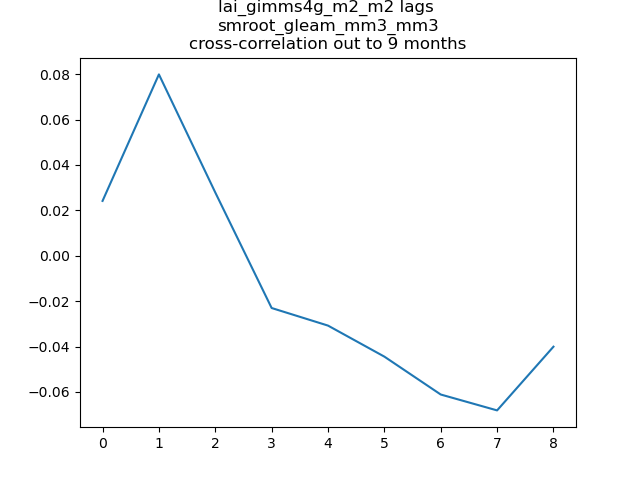 lai_gimms4g_m2_m2 lags
smroot_gleam_mm3_mm3
cross-correlation out to 9 months
0.08
0.06
0.04
0.02
0.00
−0.02
−0.04
−0.06
0 1 2 3 4 5 6 7 8